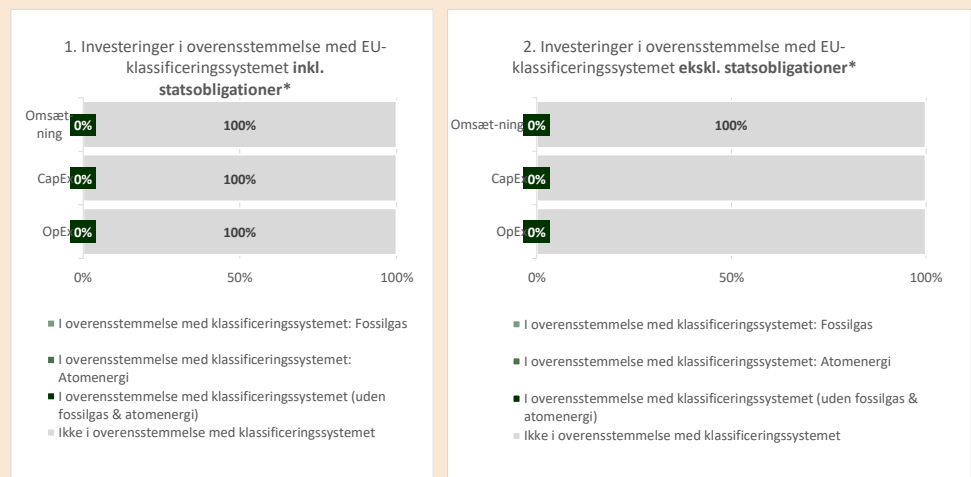 1. Investeringer i overensstemmelse med EU-
klassificeringssystemet inkl.
statsobligationer*
Omsæt-
ning
0%
100%
CapEx
0%
100%
OpEx
0%
100%
0%
50%
100%
I overensstemmelse med klassificeringssystemet: Fossilgas
I overensstemmelse med klassificeringssystemet:
Atomenergi
I overensstemmelse med klassificeringssystemet (uden
fossilgas & atomenergi)
Ikke i overensstemmelse med klassificeringssystemet
2. Investeringer i overensstemmelse med EU-
klassificeringssystemet ekskl. statsobligationer*
Omsæt-ning
0%
100%
CapEx
0%
OpEx
0%
0%
50%
100%
I overensstemmelse med klassificeringssystemet: Fossilgas
I overensstemmelse med klassificeringssystemet: Atomenergi
I overensstemmelse med klassificeringssystemet (uden fossilgas &
atomenergi)
Ikke i overensstemmelse med klassificeringssystemet